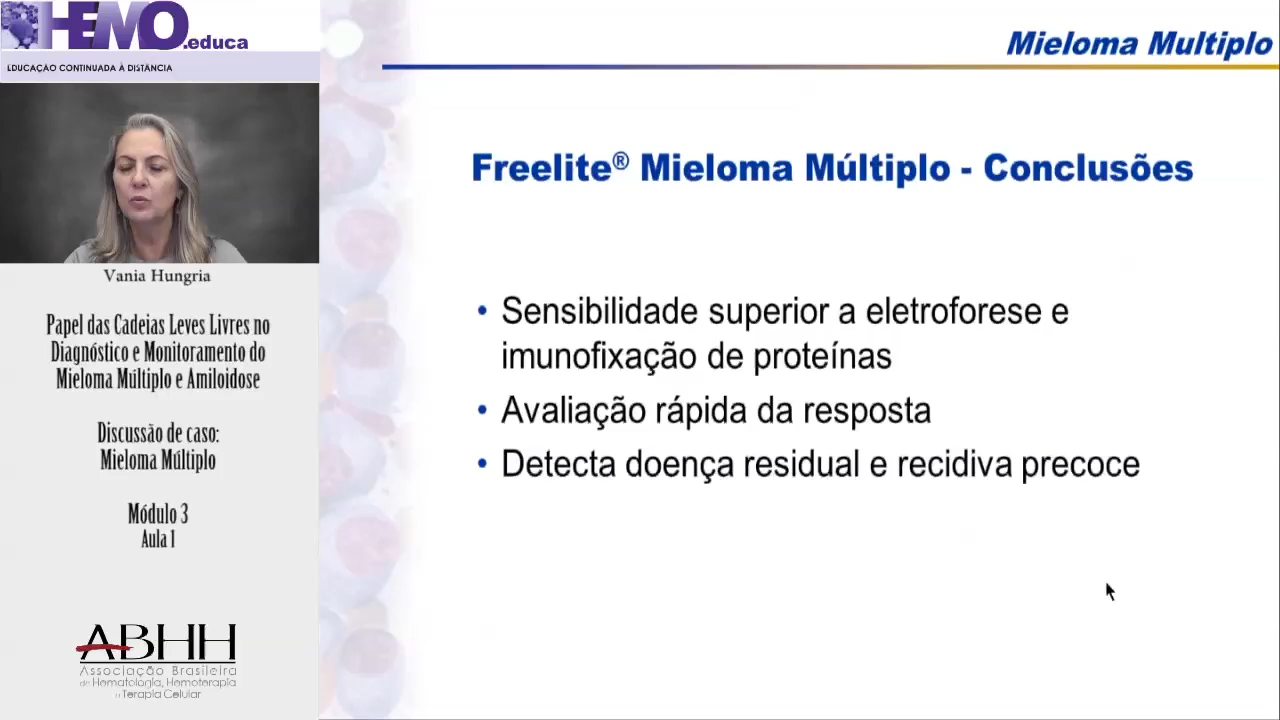 HEMO.educa
EDUCAÇÃO CONTINUADA À DISTÂNCIA
Vania Hungria
Papel das Cadeias Leves Livres no
Diagnóstico e Monitoramento do
Mieloma Múltiplo e Amiloidose
Discussão de caso:
Mieloma Múltiplo
Módulo 3
Aula 1
ABHH
Associação Brasileira
de Hematologia, Hemoterapia
e Terapia Celular
Mieloma Multiplo
Freelite® Mieloma Múltiplo - Conclusões
• Sensibilidade superior a eletroforese e
imunofixação de proteínas
• Avaliação rápida da resposta
• Detecta doença residual e recidiva precoce